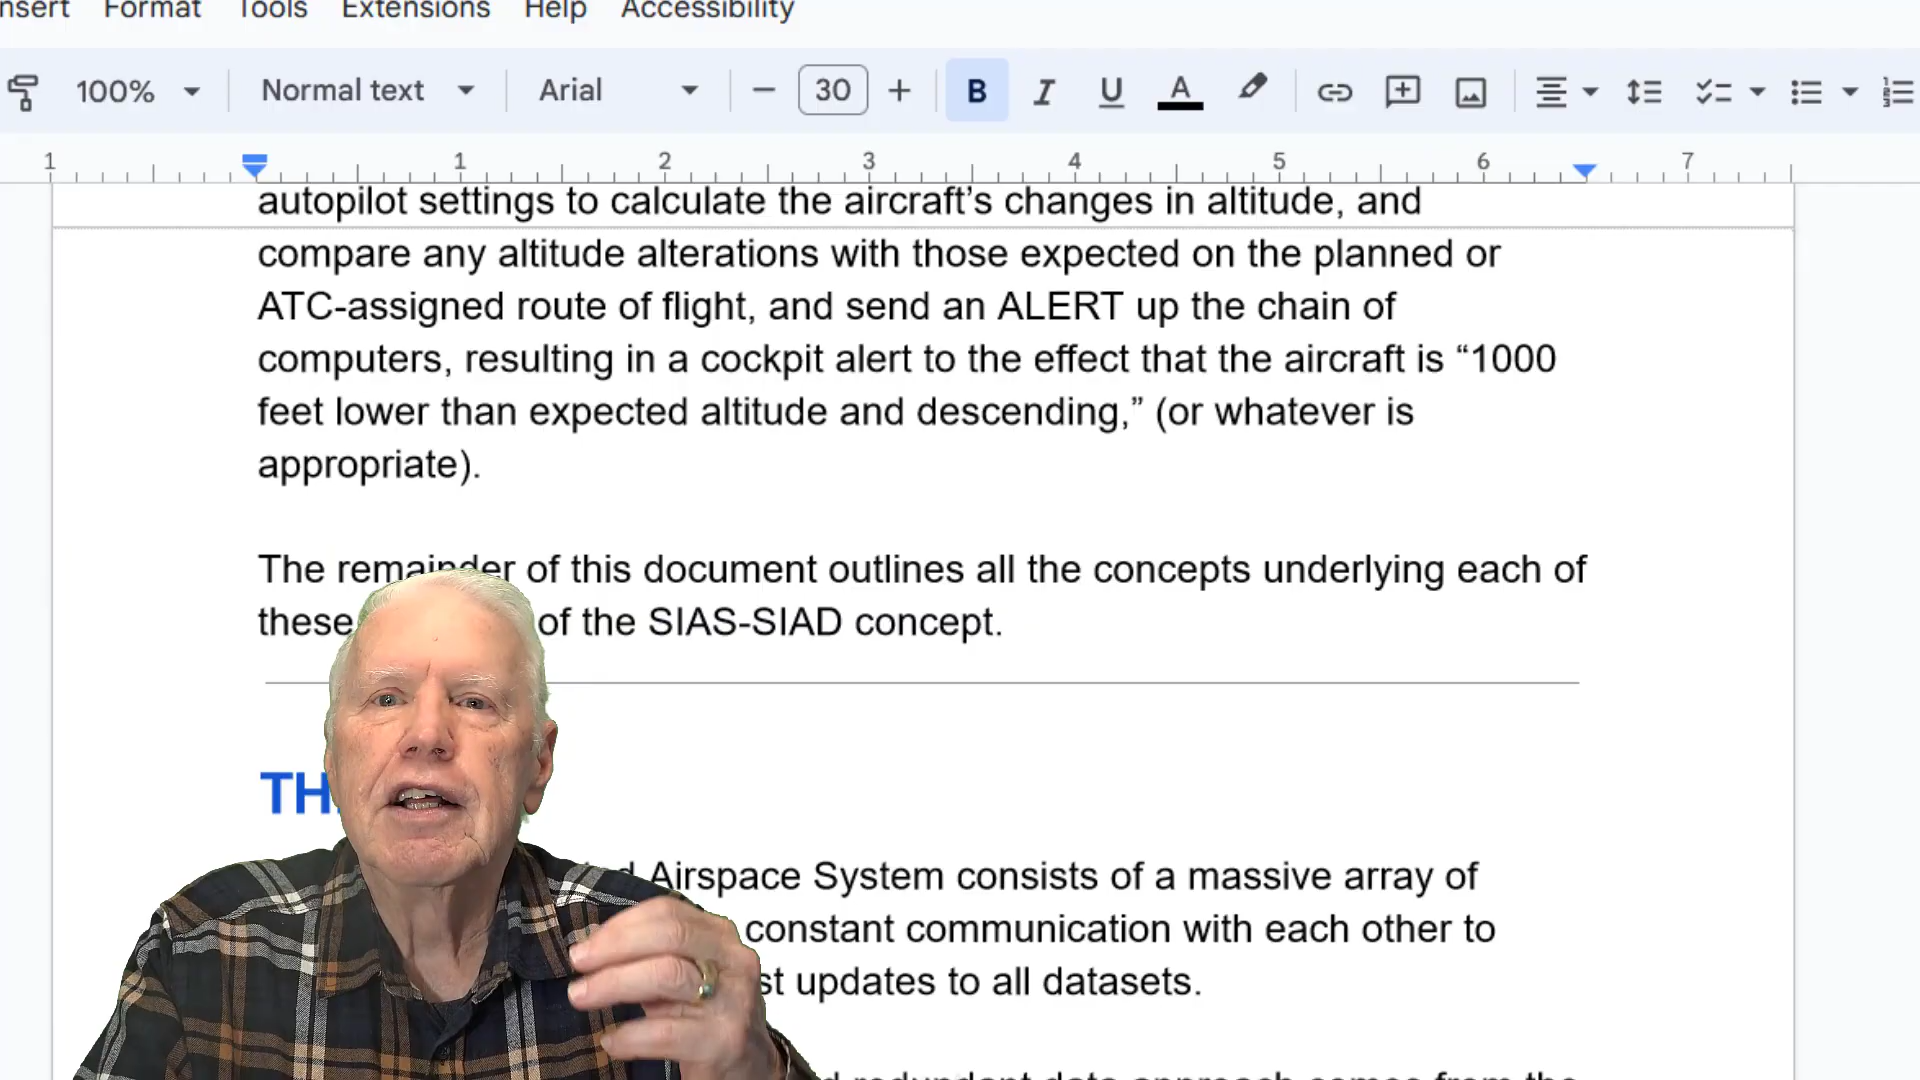 nsert Format Tools Extensions Help Accessibility
100% Normal text Arial 30 B I U A
1 1 2 3 4 5 6 7
autopilot settings to calculate the aircraft’s changes in altitude, and
compare any altitude alterations with those expected on the planned or
ATC-assigned route of flight, and send an ALERT up the chain of
computers, resulting in a cockpit alert to the effect that the aircraft is “1000
feet lower than expected altitude and descending,” (or whatever is
appropriate).
The remainder of this document outlines all the concepts underlying each of
these of the SIAS-SIAD concept.
TH
d Airspace System consists of a massive array of
constant communication with each other to
st updates to all datasets.
d redundant data approach comes from the